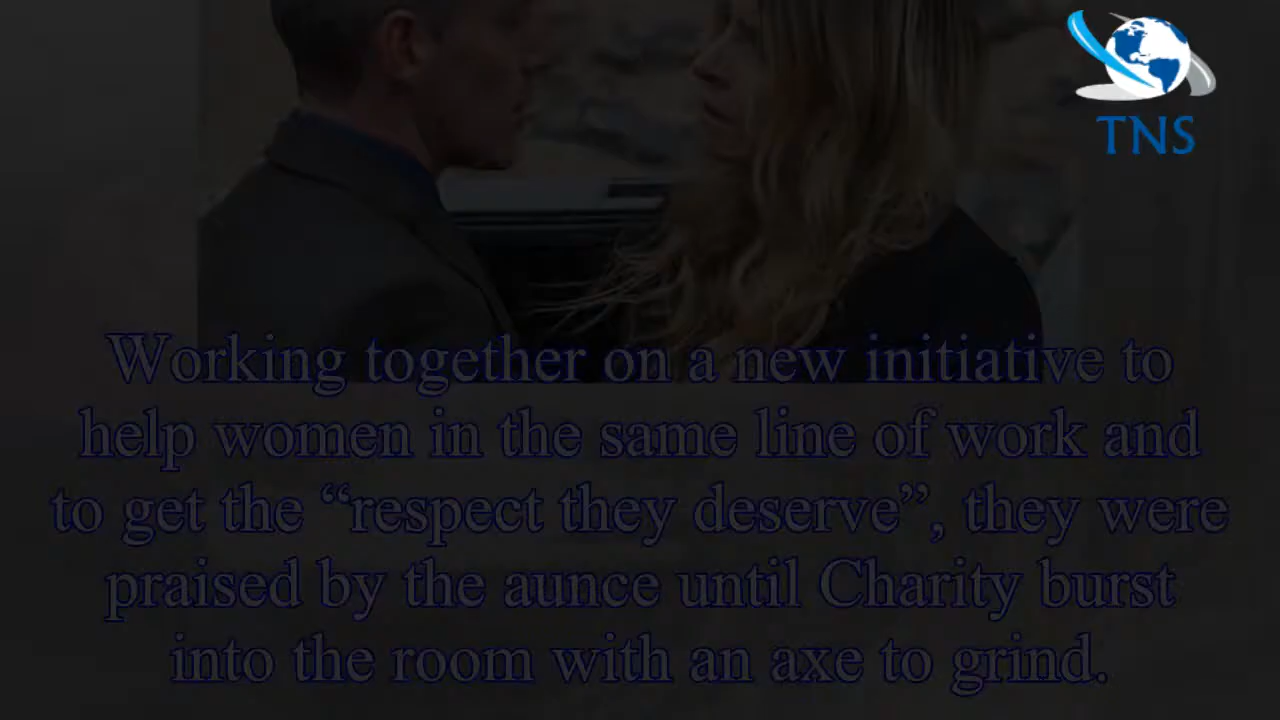 TNS
Working together on a new initiative to
help women in the same line of work and
to get the “respect they deserve”, they were
praised by the aunce until Charity burst
into the room with an axe to grind.